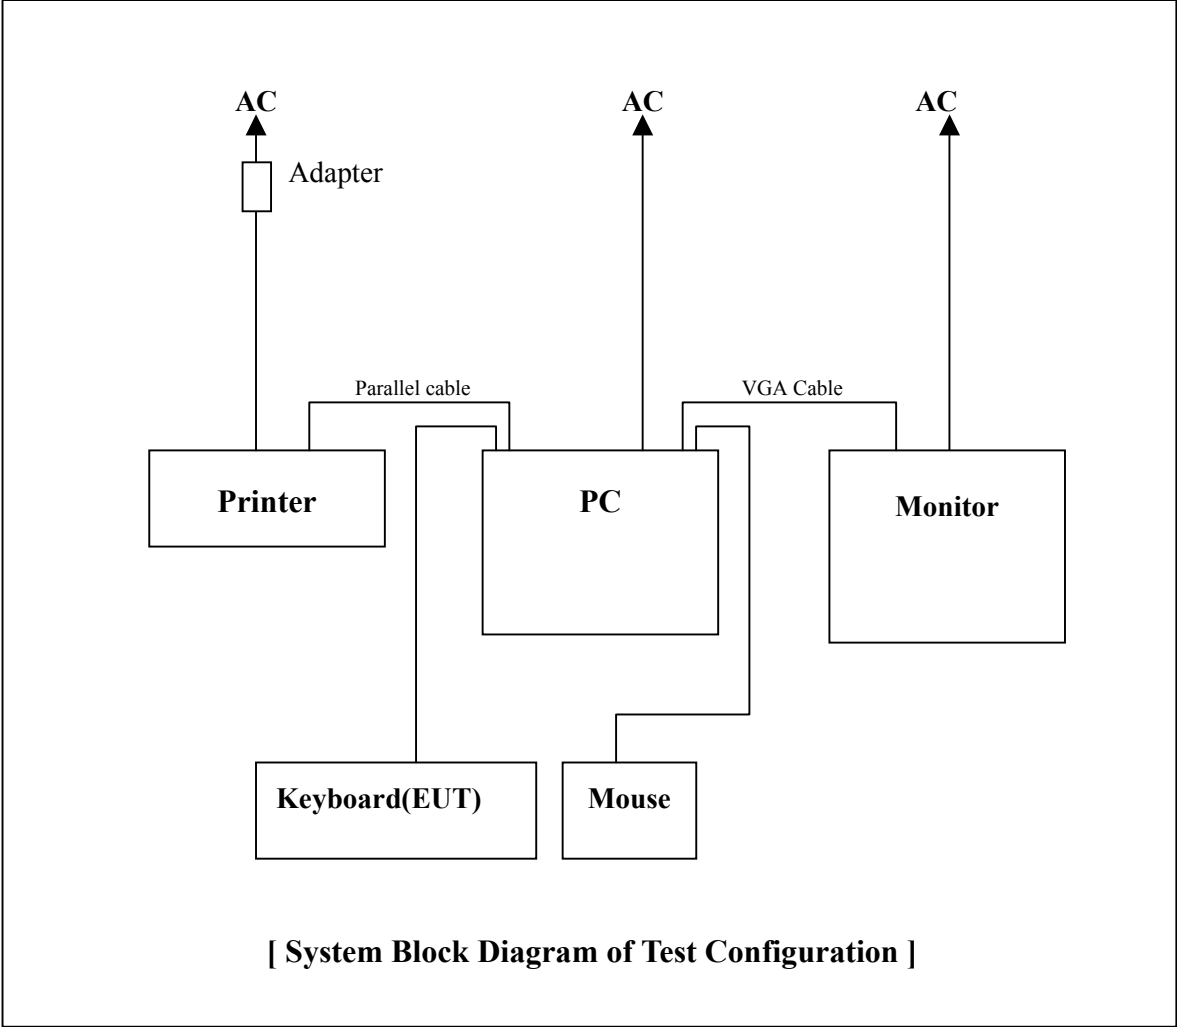 AC
AC
AC
Adapter
Parallel cable
VGA Cable
Printer
PC
Monitor
Keyboard(EUT)
Mouse
[ System Block Diagram of Test Configuration ]